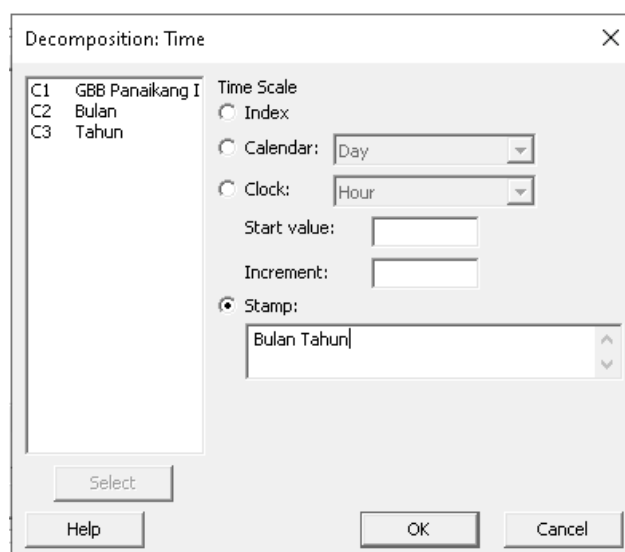 Decomposition: Time
C1 GBB Panaikang I
C2 Bulan
C3 Tahun
Time Scale
Index
Calendar: Day
Clock: Hour
Start value:
Increment:
Stamp:
Bulan Tahun
Select
Help
OK
Cancel